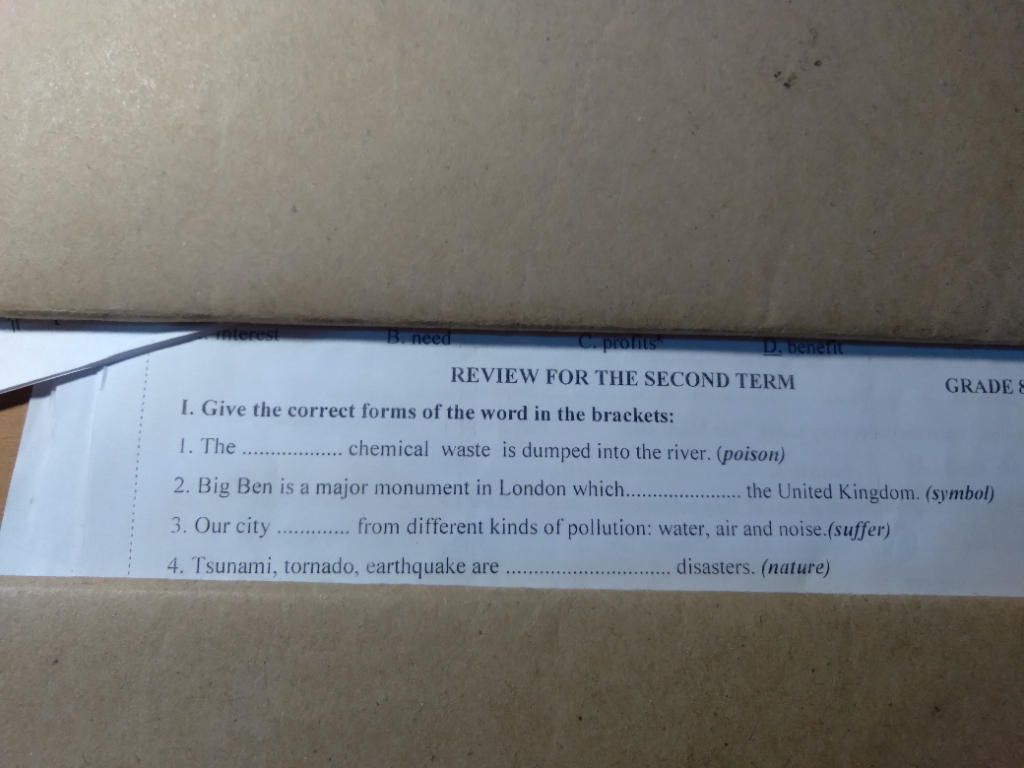 interest B. need C. profits* D. benefit
REVIEW FOR THE SECOND TERM GRADE 8
I. Give the correct forms of the word in the brackets:
1. The .................. chemical waste is dumped into the river. (poison)
2. Big Ben is a major monument in London which..................... the United Kingdom. (symbol)
3. Our city ............. from different kinds of pollution: water, air and noise.(suffer)
4. Tsunami, tornado, earthquake are .............................. disasters. (nature)